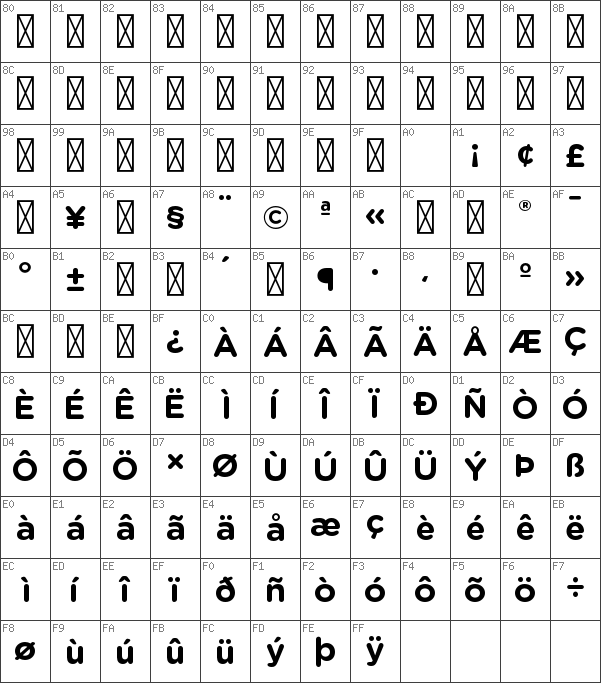 80 81 82 83 84 85 86 87 88 89 8A 8B
8C 8D 8E 8F 90 91 92 93 94 95 96 97
98 99 9A 9B 9C 9D 9E 9F A0 A1 A2 A3
¡ ¢ £
A4 A5 A6 A7 A8 A9 AA AB AC AD AE AF
¥ § ¨ © ª « ® ¯
B0 B1 B2 B3 B4 B5 B6 B7 B8 B9 BA BB
° ± ´ ¶ · ¸ º »
BC BD BE BF C0 C1 C2 C3 C4 C5 C6 C7
¿ À Á Â Ã Ä Å Æ Ç
C8 C9 CA CB CC CD CE CF D0 D1 D2 D3
È É Ê Ë Ì Í Î Ï Ð Ñ Ò Ó
D4 D5 D6 D7 D8 D9 DA DB DC DD DE DF
Ô Õ Ö × Ø Ù Ú Û Ü Ý Þ ß
E0 E1 E2 E3 E4 E5 E6 E7 E8 E9 EA EB
à á â ã ä å æ ç è é ê ë
EC ED EE EF F0 F1 F2 F3 F4 F5 F6 F7
ì í î ï ð ñ ò ó ô õ ö ÷
F8 F9 FA FB FC FD FE FF
ø ù ú û ü ý þ ÿ